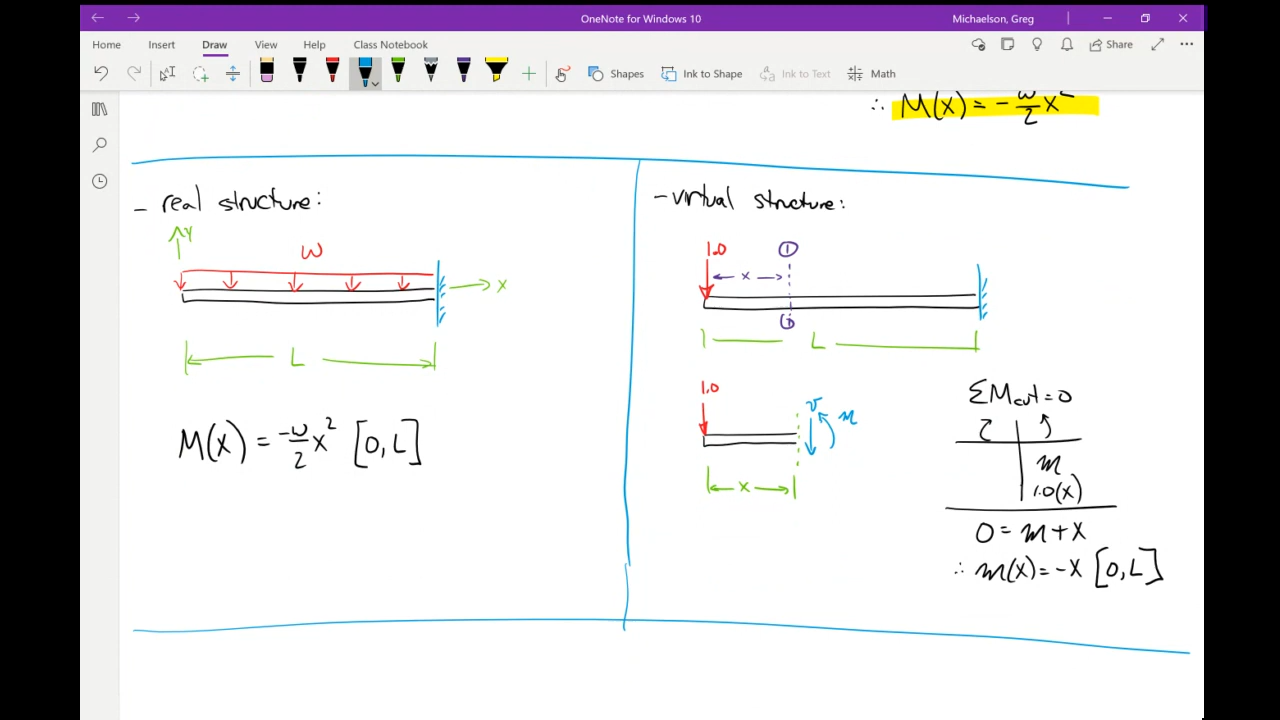 OneNote for Windows 10
Michaelson, Greg
Home Insert Draw View Help Class Notebook
Share
Shapes Ink to Shape Ink to Text Math
∴ M(x) = - w/2 x²
- real structure:
y
w
x
L
M(x) = -w/2 x² [0, L]
- virtual structure:
1.0 ①
x
①
L
1.0
v m
x
ΣM cut = 0
m
1.0(x)
0 = m + x
∴ m(x) = -x [0, L]